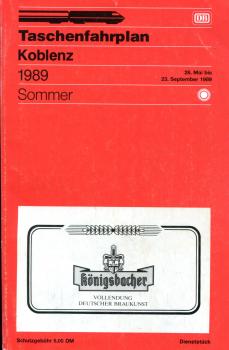 DB
Taschenfahrplan
Koblenz
1989
28. Mai bis
23. September 1989
Sommer
Königsbacher
VOLLENDUNG
DEUTSCHER BRAUKUNST
Schutzgebühr 5,00 DM
Dienststück